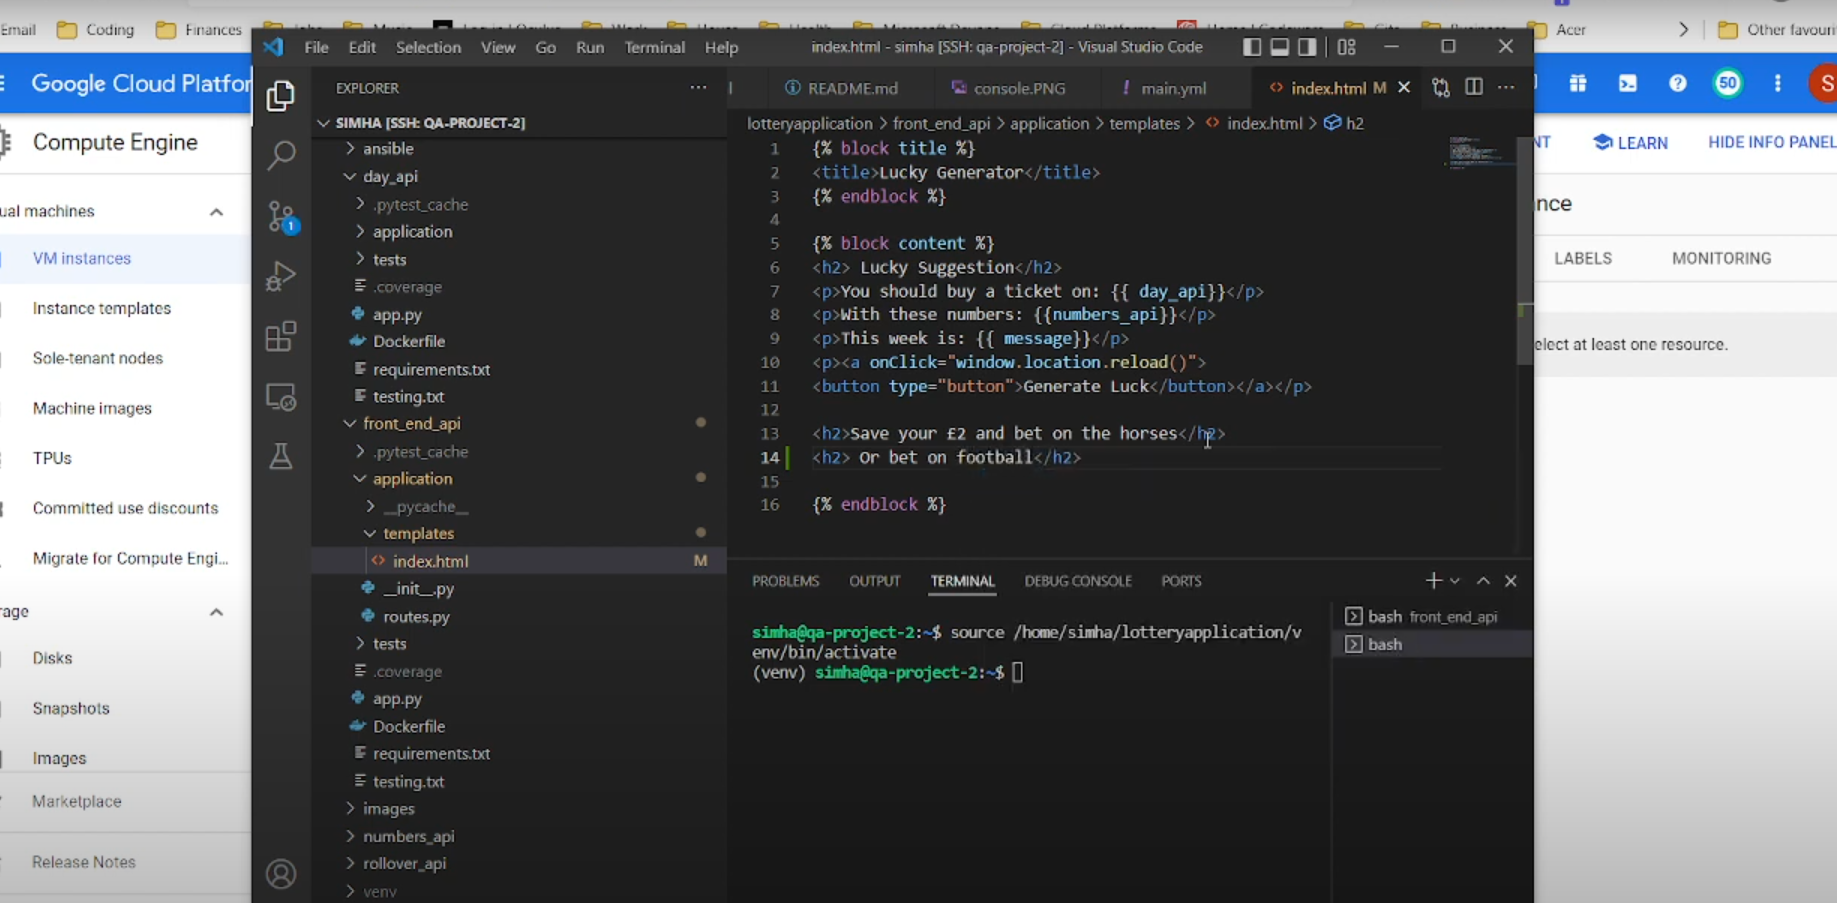 Email
Coding
Finances
Acer
Other favouri
File Edit Selection View Go Run Terminal Help
index.html - simha [SSH: qa-project-2] - Visual Studio Code
Google Cloud Platfor
50
S
Compute Engine
ual machines
VM instances
Instance templates
Sole-tenant nodes
Machine images
TPUs
Committed use discounts
Migrate for Compute Engi...
rage
Disks
Snapshots
Images
Marketplace
Release Notes
1
EXPLORER
SIMHA [SSH: QA-PROJECT-2]
ansible
day_api
.pytest_cache
application
tests
.coverage
app.py
Dockerfile
requirements.txt
testing.txt
front_end_api
.pytest_cache
application
__pycache__
templates
index.html M
__init__.py
routes.py
tests
.coverage
app.py
Dockerfile
requirements.txt
testing.txt
images
numbers_api
rollover_api
venv
README.md console.PNG ! main.yml index.html M
lotteryapplication > front_end_api > application > templates > index.html > h2
1 {% block title %}
2 <title>Lucky Generator</title>
3 {% endblock %}
4
5 {% block content %}
6 <h2> Lucky Suggestion</h2>
7 <p>You should buy a ticket on: {{ day_api}}</p>
8 <p>With these numbers: {{numbers_api}}</p>
9 <p>This week is: {{ message}}</p>
10 <p><a onClick="window.location.reload()">
11 <button type="button">Generate Luck</button></a></p>
12
13 <h2>Save your £2 and bet on the horses</h2>
14 <h2> Or bet on football</h2>
15
16 {% endblock %}
PROBLEMS OUTPUT TERMINAL DEBUG CONSOLE PORTS
simha@qa-project-2:~$ source /home/simha/lotteryapplication/v
env/bin/activate
(venv) simha@qa-project-2:~$
bash front_end_api
bash
NT
LEARN
HIDE INFO PANEL
nce
LABELS
MONITORING
elect at least one resource.